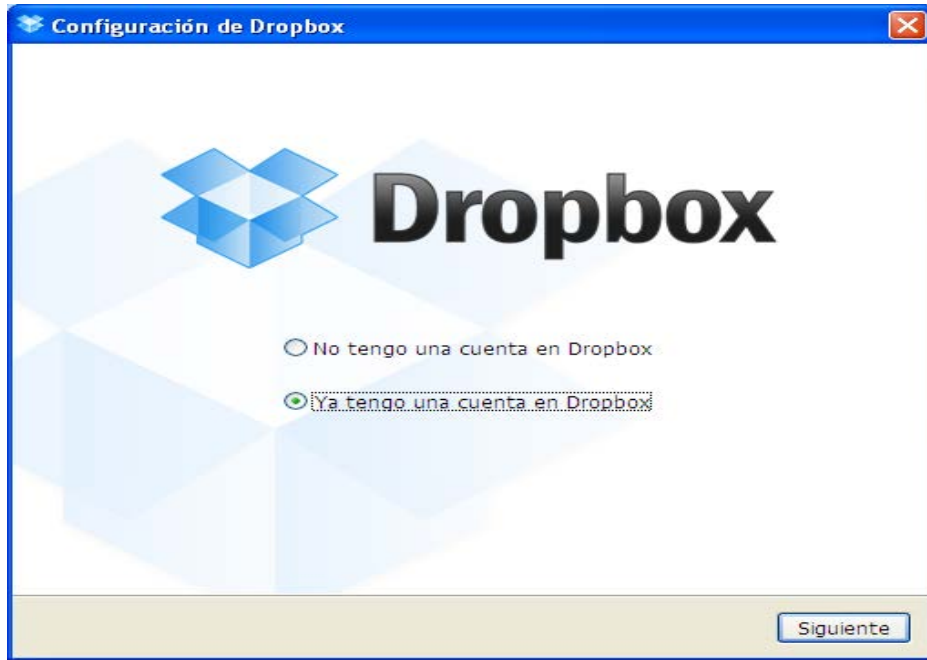 Configuración de Dropbox
Dropbox
No tengo una cuenta en Dropbox
Ya tengo una cuenta en Dropbox
Siguiente